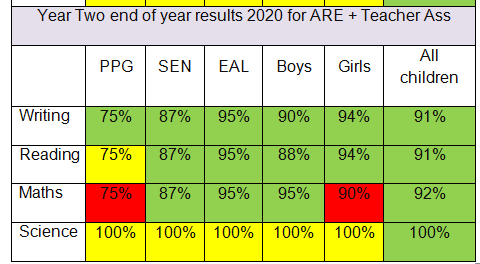 Year Two end of year results 2020 for ARE + Teacher Ass
PPG SEN EAL Boys Girls All children
Writing 75% 87% 95% 90% 94% 91%
Reading 75% 87% 95% 88% 94% 91%
Maths 75% 87% 95% 95% 90% 92%
Science 100% 100% 100% 100% 100% 100%